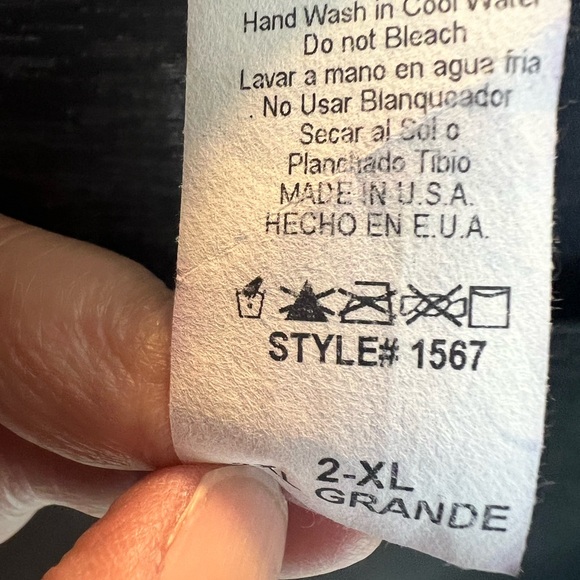 Hand Wash in Cool Water
Do not Bleach
Lavar a mano en agua fria
. No Usar Blanqueador
Secar al Sol o
Planchado Tibio
MADE IN U.S.A.
HECHO EN E.U.A.
STYLE# 1567
2-XL
GRANDE